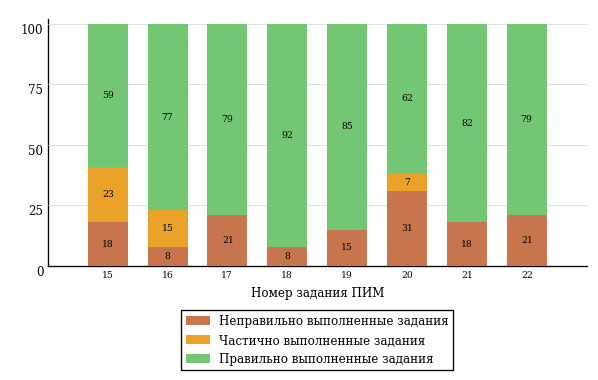 100
59 77 79 92 85 62 82 79
75
50
23 15 7
25
18 8 21 8 15 31 18 21
0
15 16 17 18 19 20 21 22
Номер задания ПИМ
Неправильно выполненные задания
Частично выполненные задания
Правильно выполненные задания